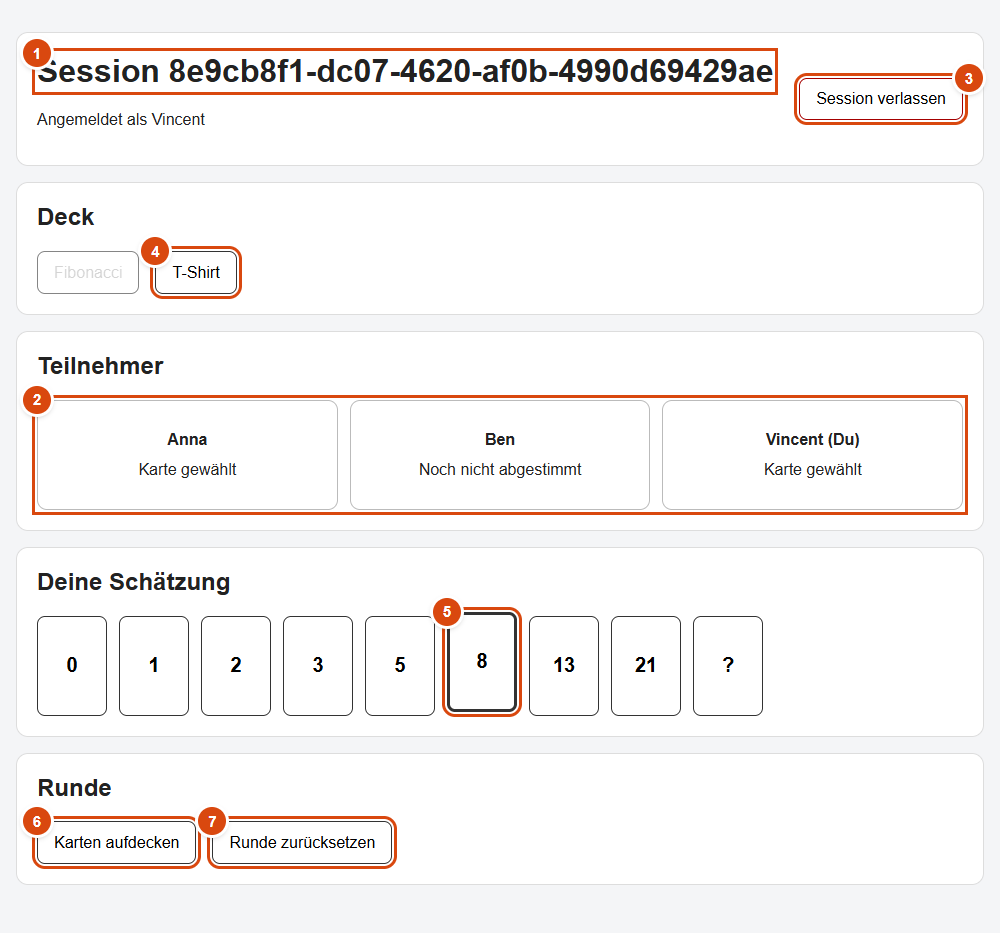 1
Session 8e9cb8f1-dc07-4620-af0b-4990d69429ae
3
Session verlassen
Angemeldet als Vincent
Deck
Fibonacci
4
T-Shirt
Teilnehmer
2
Anna
Karte gewählt
Ben
Noch nicht abgestimmt
Vincent (Du)
Karte gewählt
Deine Schätzung
5
0 1 2 3 5 8 13 21 ?
Runde
6
Karten aufdecken
7
Runde zurücksetzen